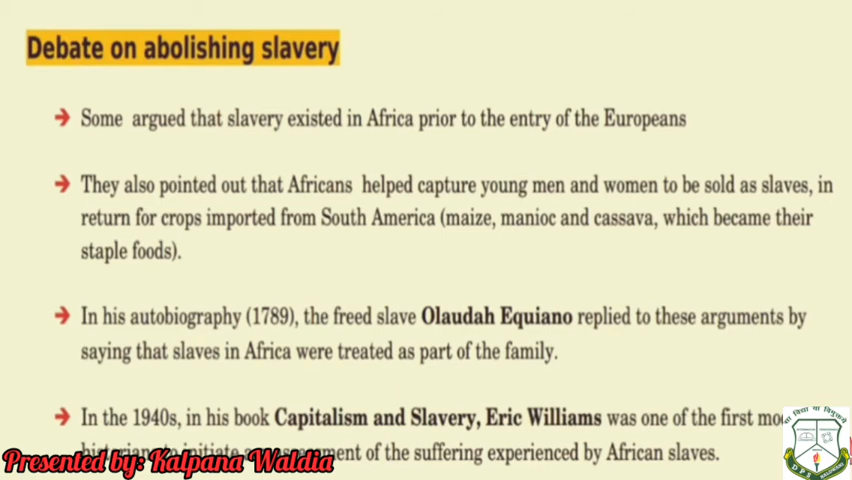 Debate on abolishing slavery
➔ Some argued that slavery existed in Africa prior to the entry of the Europeans
➔ They also pointed out that Africans helped capture young men and women to be sold as slaves, in
return for crops imported from South America (maize, manioc and cassava, which became their
staple foods).
➔ In his autobiography (1789), the freed slave Olaudah Equiano replied to these arguments by
saying that slaves in Africa were treated as part of the family.
➔ In the 1940s, in his book Capitalism and Slavery, Eric Williams was one of the first
of the suffering experienced by African slaves.
Presented by: Kalpana Waldia
DPS